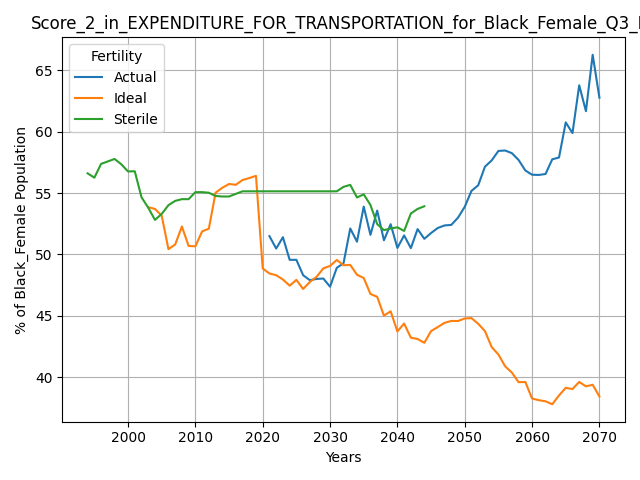 Score_2_in_EXPENDITURE_FOR_TRANSPORTATION_for_Black_Female_Q3_
Fertility
Actual
Ideal
Sterile
% of Black_Female Population
65
60
55
50
45
40
2000 2010 2020 2030 2040 2050 2060 2070
Years